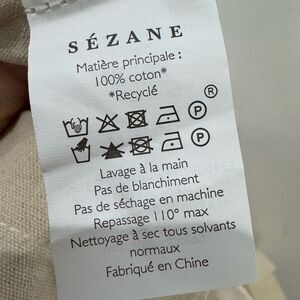 SÉZANE
Matière principale :
100% coton*
*Recyclé
®
P
P
Lavage à la main
Pas de blanchiment
Pas de séchage en machine
Repassage 110° max
Nettoyage à sec tous solvants
normaux
Fabriqué en Chine